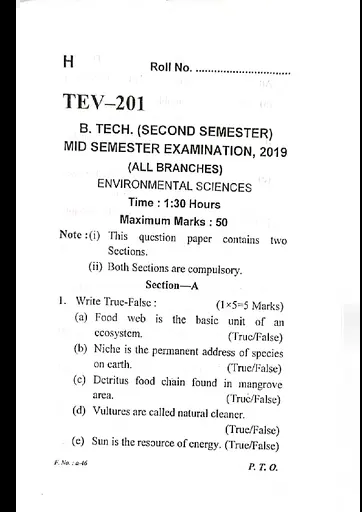 H
Roll No. ................................
TEV–201
B. TECH. (SECOND SEMESTER)
MID SEMESTER EXAMINATION, 2019
(ALL BRANCHES)
ENVIRONMENTAL SCIENCES
Time : 1:30 Hours
Maximum Marks : 50
Note :(i) This question paper contains two
Sections.
(ii) Both Sections are compulsory.
Section—A
1. Write True-False : (1×5=5 Marks)
(a) Food web is the basic unit of an
ecosystem. (True/False)
(b) Niche is the permanent address of species
on earth. (True/False)
(c) Detritus food chain found in mangrove
area. (True/False)
(d) Vultures are called natural cleaner.
(True/False)
(e) Sun is the resource of energy. (True/False)
F. No. : a-46
P. T. O.